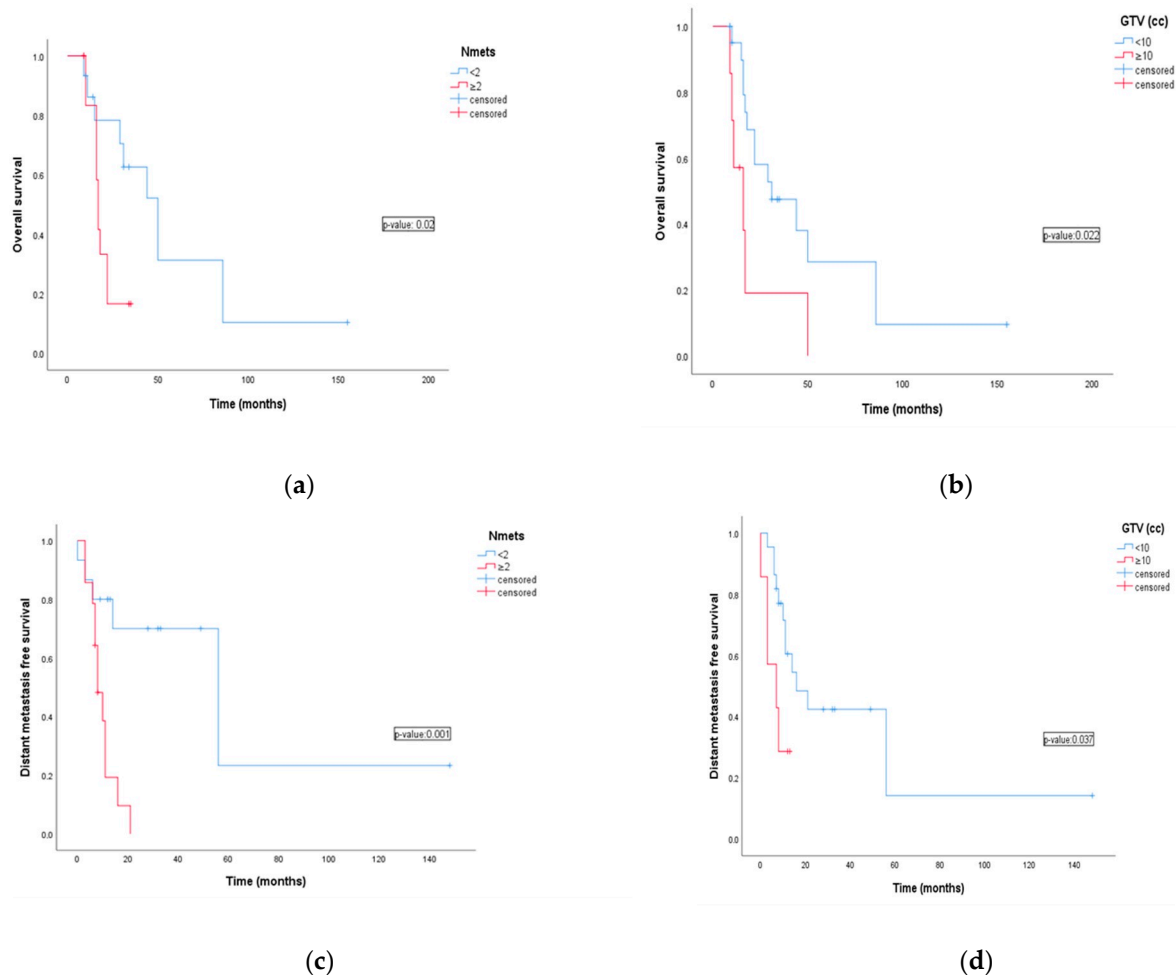 Nmets
<2
≥2
censored
censored
1.0
0.8
0.6
0.4
0.2
0.0
Overall survival
p-value: 0.02
0
50
100
150
200
Time (months)
(a)
GTV (cc)
<10
≥10
censored
censored
1.0
0.8
0.6
0.4
0.2
0.0
Overall survival
p-value:0.022
0
50
100
150
200
Time (months)
(b)
Nmets
<2
≥2
censored
censored
1.0
0.8
0.6
0.4
0.2
0.0
Distant metastasis free survival
p-value:0.001
0
20
40
60
80
100
120
140
Time (months)
(c)
GTV (cc)
<10
≥10
censored
censored
1.0
0.8
0.6
0.4
0.2
0.0
Distant metastasis free survival
p-value:0.037
0
20
40
60
80
100
120
140
Time (months)
(d)